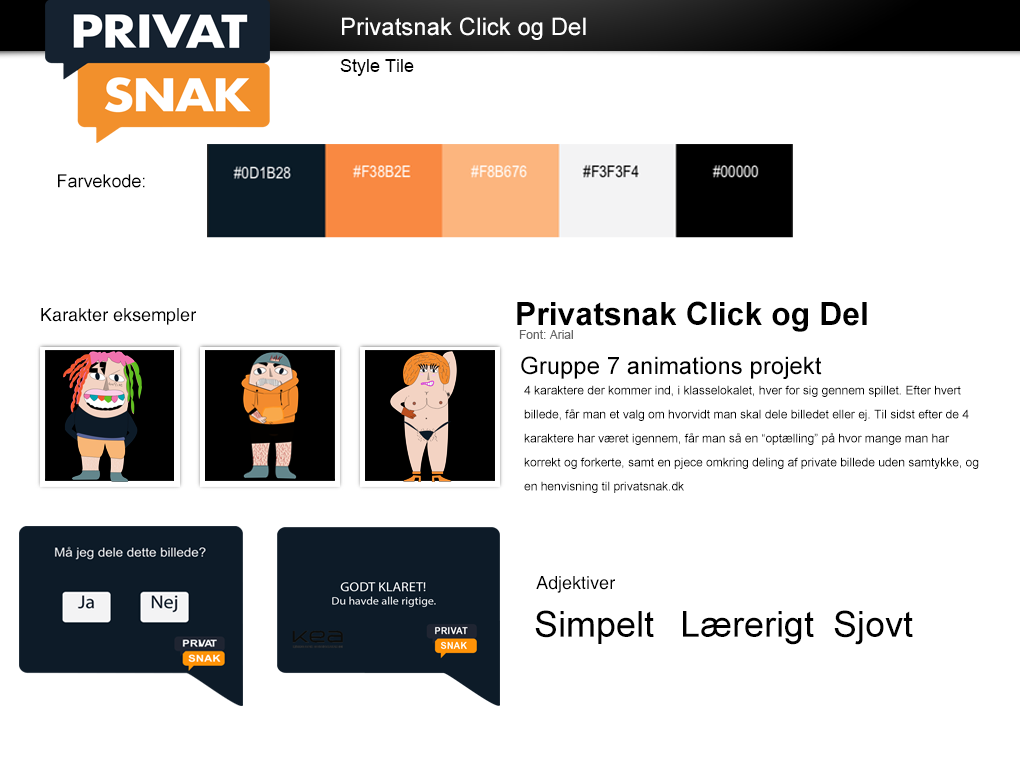 PRIVAT
SNAK
Privatsnak Click og Del
Style Tile
Farvekode:
#0D1B28
#F38B2E
#F8B676
#F3F3F4
#00000
Karakter eksempler
Privatsnak Click og Del
Font: Arial
Gruppe 7 animations projekt
4 karaktere der kommer ind, i klasselokalet, hver for sig gennem spillet. Efter hvert
billede, får man et valg om hvorvidt man skal dele billedet eller ej. Til sidst efter de 4
karaktere har været igennem, får man så en "optælling" på hvor mange man har
korrekt og forkerte, samt en pjece omkring deling af private billede uden samtykke, og
en henvisning til privatsnak.dk
Må jeg dele dette billede?
Ja
Nej
PRIVAT
SNAK
GODT KLARET!
Du havde alle rigtige.
kea
PRIVAT
SNAK
Adjektiver
Simpelt Lærerigt Sjovt